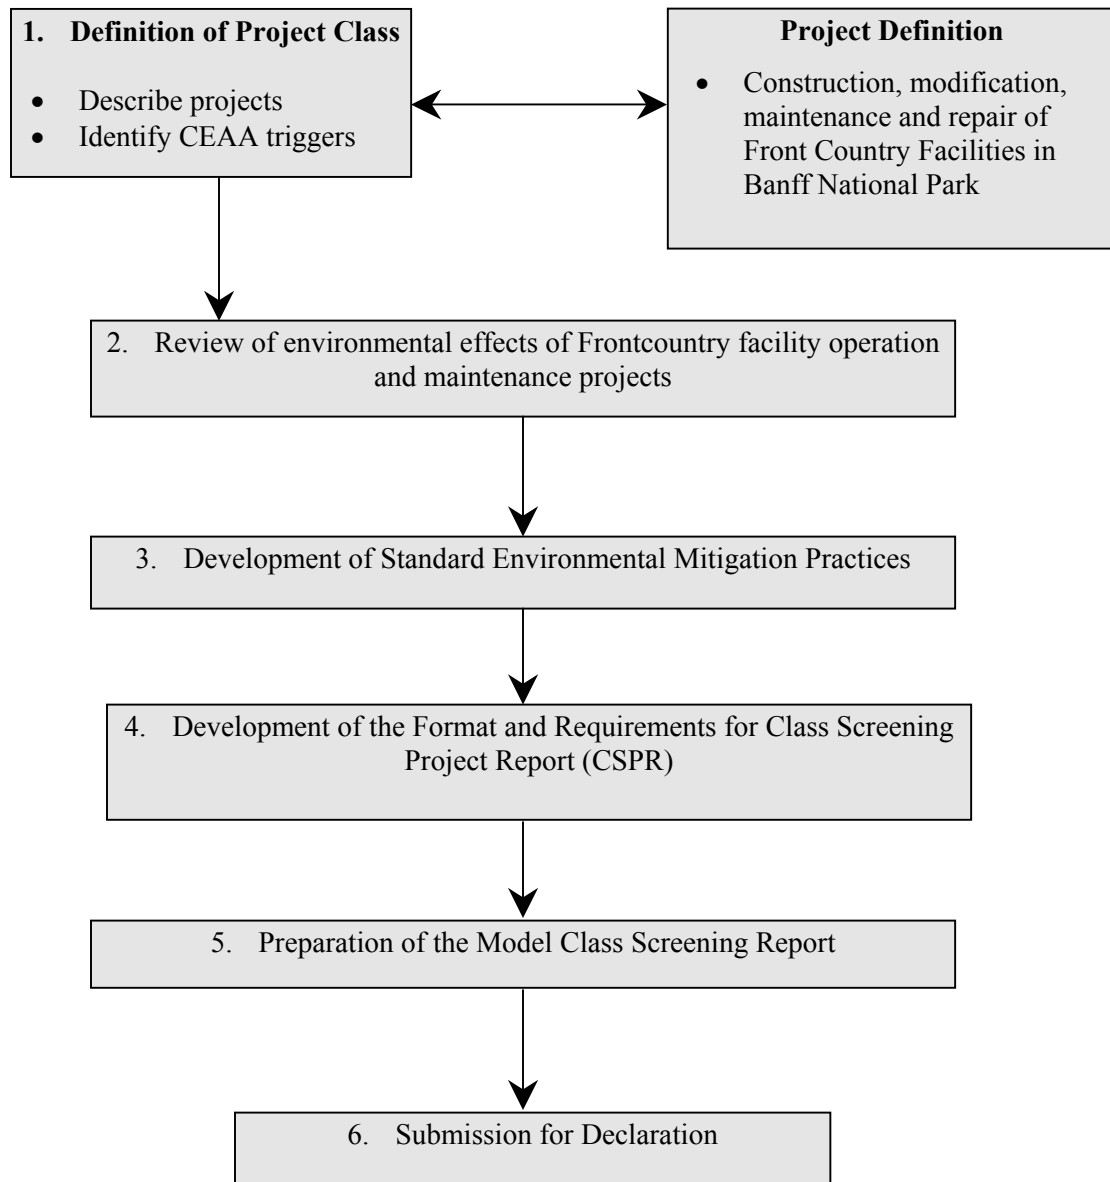 1. Definition of Project Class
• Describe projects
• Identify CEAA triggers
Project Definition
• Construction, modification,
maintenance and repair of
Front Country Facilities in
Banff National Park
2. Review of environmental effects of Frontcountry facility operation
and maintenance projects
3. Development of Standard Environmental Mitigation Practices
4. Development of the Format and Requirements for Class Screening
Project Report (CSPR)
5. Preparation of the Model Class Screening Report
6. Submission for Declaration